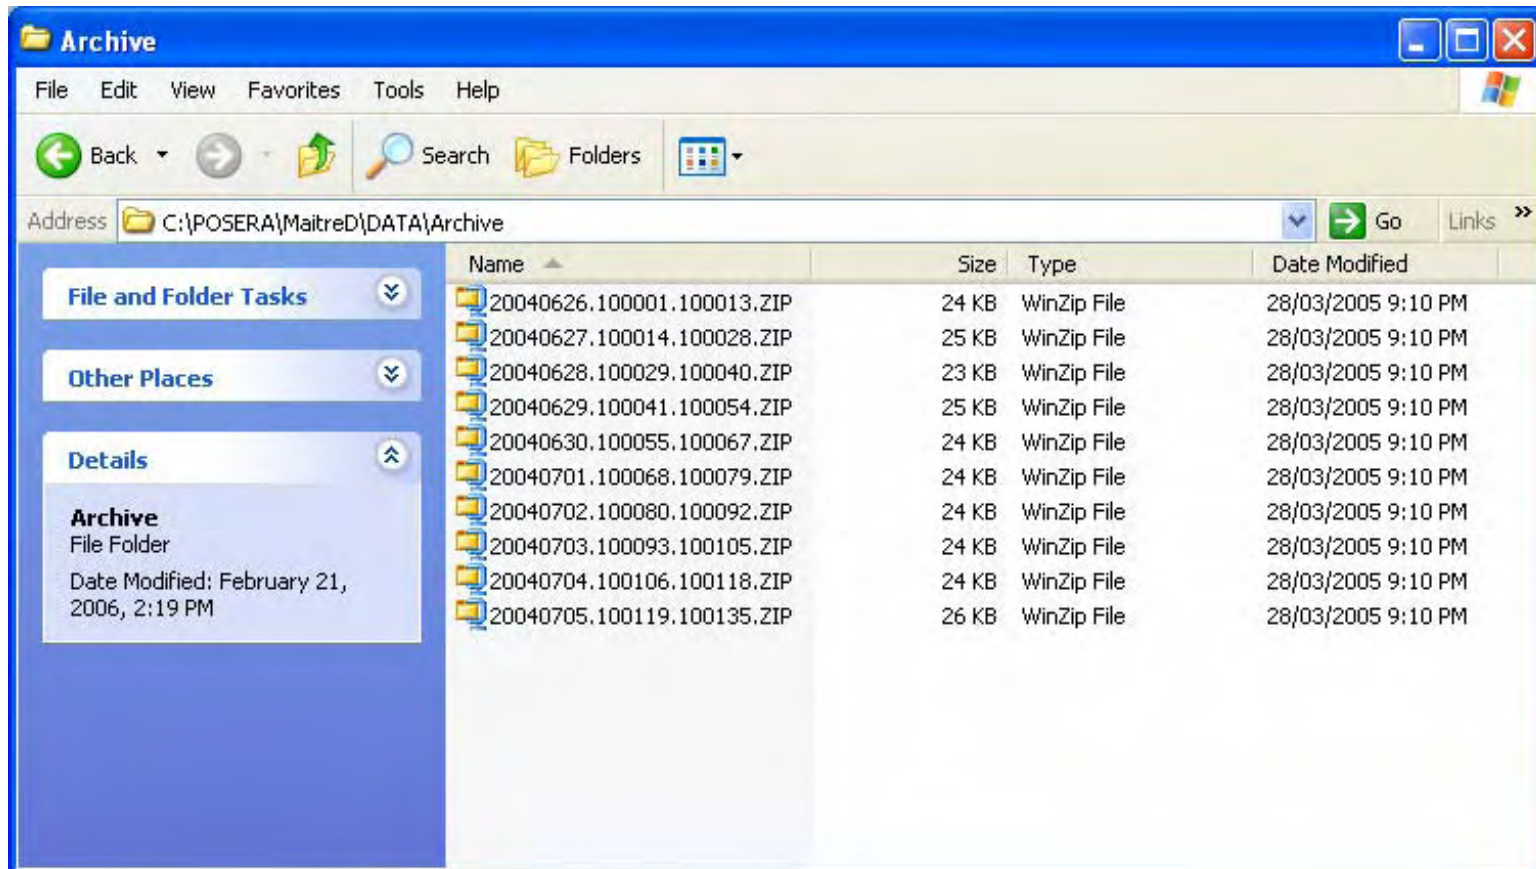 Archive
File Edit View Favorites Tools Help
Back Search Folders
Address C:\POSERA\MaitreD\DATA\Archive Go Links »
Name Size Type Date Modified
File and Folder Tasks
Other Places
Details
Archive
File Folder
Date Modified: February 21,
2006, 2:19 PM
20040626.100001.100013.ZIP 24 KB WinZip File 28/03/2005 9:10 PM
20040627.100014.100028.ZIP 25 KB WinZip File 28/03/2005 9:10 PM
20040628.100029.100040.ZIP 23 KB WinZip File 28/03/2005 9:10 PM
20040629.100041.100054.ZIP 25 KB WinZip File 28/03/2005 9:10 PM
20040630.100055.100067.ZIP 24 KB WinZip File 28/03/2005 9:10 PM
20040701.100068.100079.ZIP 24 KB WinZip File 28/03/2005 9:10 PM
20040702.100080.100092.ZIP 24 KB WinZip File 28/03/2005 9:10 PM
20040703.100093.100105.ZIP 24 KB WinZip File 28/03/2005 9:10 PM
20040704.100106.100118.ZIP 24 KB WinZip File 28/03/2005 9:10 PM
20040705.100119.100135.ZIP 26 KB WinZip File 28/03/2005 9:10 PM